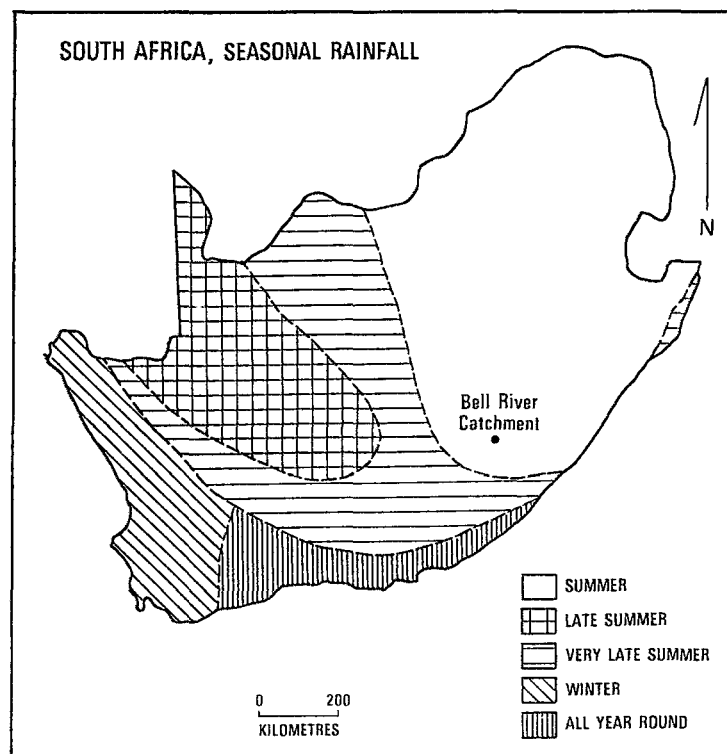 SOUTH AFRICA, SEASONAL RAINFALL
N
Bell River
Catchment
SUMMER
LATE SUMMER
VERY LATE SUMMER
WINTER
ALL YEAR ROUND
0 200
KILOMETRES